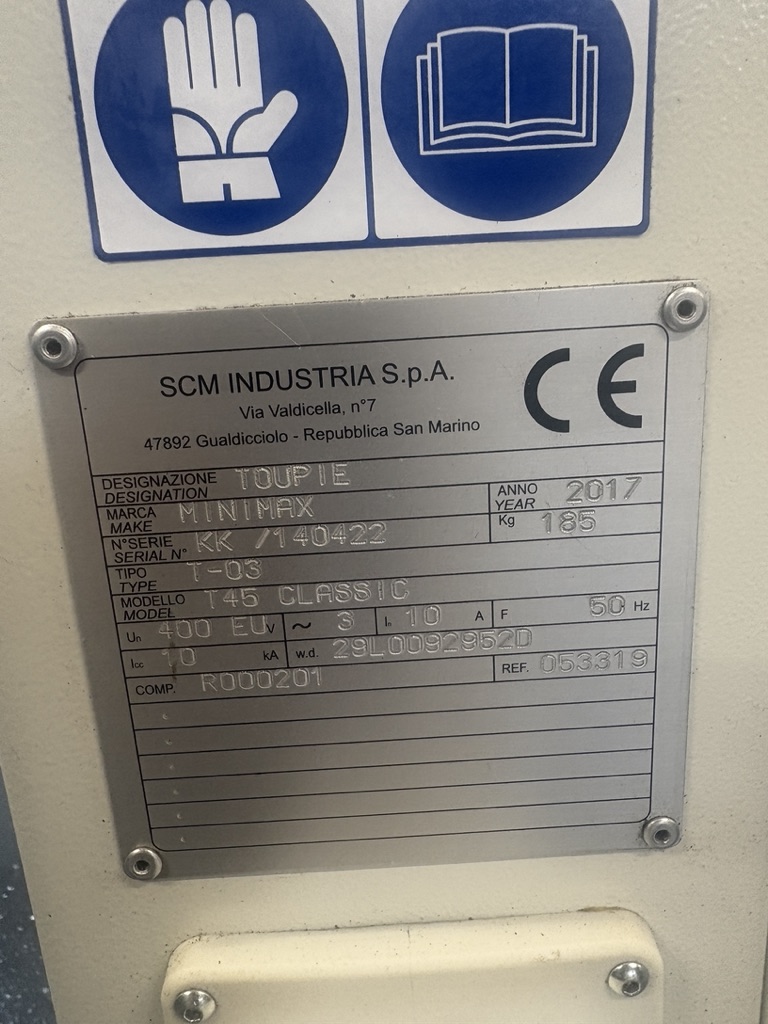 SCM INDUSTRIA S.p.A.
Via Valdicella, n°7
47892 Gualdicciolo - Repubblica San Marino
CE
DESIGNAZIONE
DESIGNATION TOUPIE
MARCA
MAKE MINIMAX
ANNO
YEAR 2017
N°SERIE
SERIAL N° KK /140422
Kg 185
TIPO
TYPE T-03
MODELLO
MODEL T45 CLASSIC
Un 400 EU V ~ 3 In 10 A F 50 Hz
Icc 10 kA w.d. 29L0092952D
COMP. R000201 REF. 053319